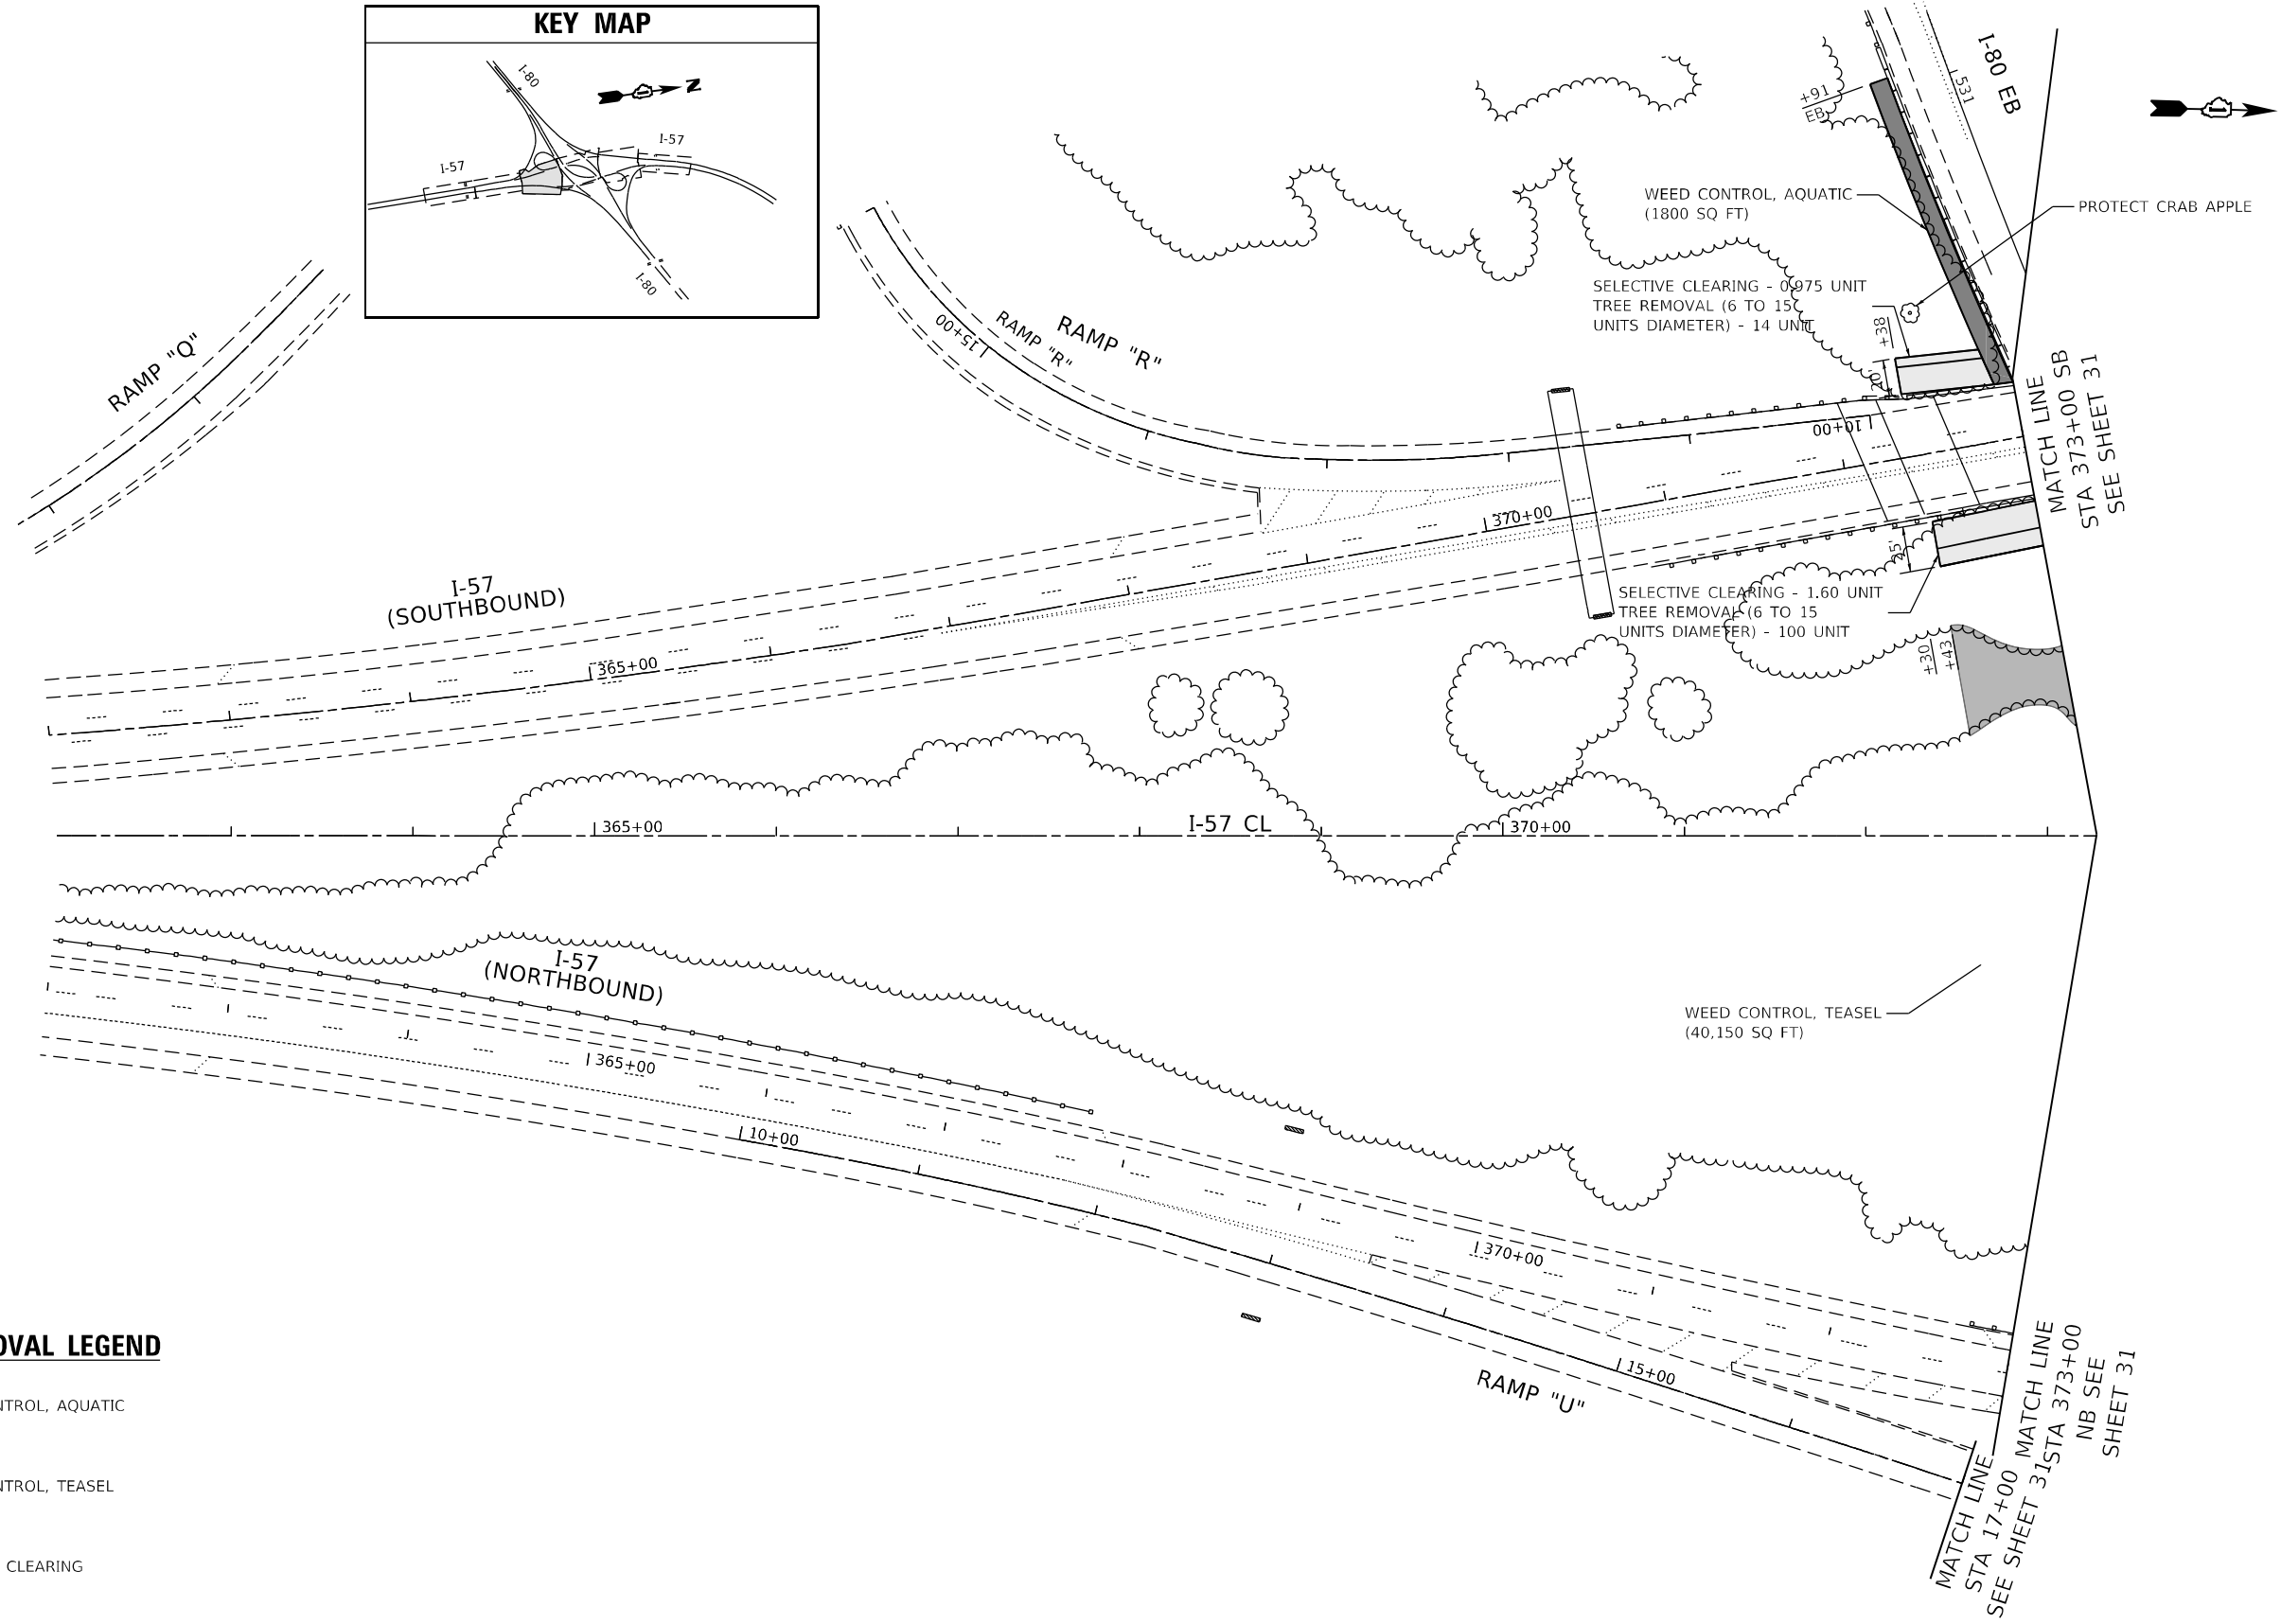 KEY MAP
I-80
N
I-57
I-57
I-80
I-80 EB
531
+91
EB
WEED CONTROL, AQUATIC
(1800 SQ FT)
PROTECT CRAB APPLE
SELECTIVE CLEARING - 0.975 UNIT
TREE REMOVAL (6 TO 15
UNITS DIAMETER) - 14 UNIT
+38
20'
RAMP "Q"
15+00
RAMP "R"
RAMP "R"
10+00
MATCH LINE
STA 373+00 SB
SEE SHEET 31
370+00
25'
I-57
(SOUTHBOUND)
365+00
SELECTIVE CLEARING - 1.60 UNIT
TREE REMOVAL (6 TO 15
UNITS DIAMETER) - 100 UNIT
+30
+43
365+00
I-57 CL
370+00
I-57
(NORTHBOUND)
365+00
WEED CONTROL, TEASEL
(40,150 SQ FT)
10+00
370+00
15+00
RAMP "U"
MATCH LINE
STA 373+00
NB SEE
SHEET 31
MATCH LINE
STA 17+00
SEE SHEET 31
OVAL LEGEND
NTROL, AQUATIC
NTROL, TEASEL
CLEARING